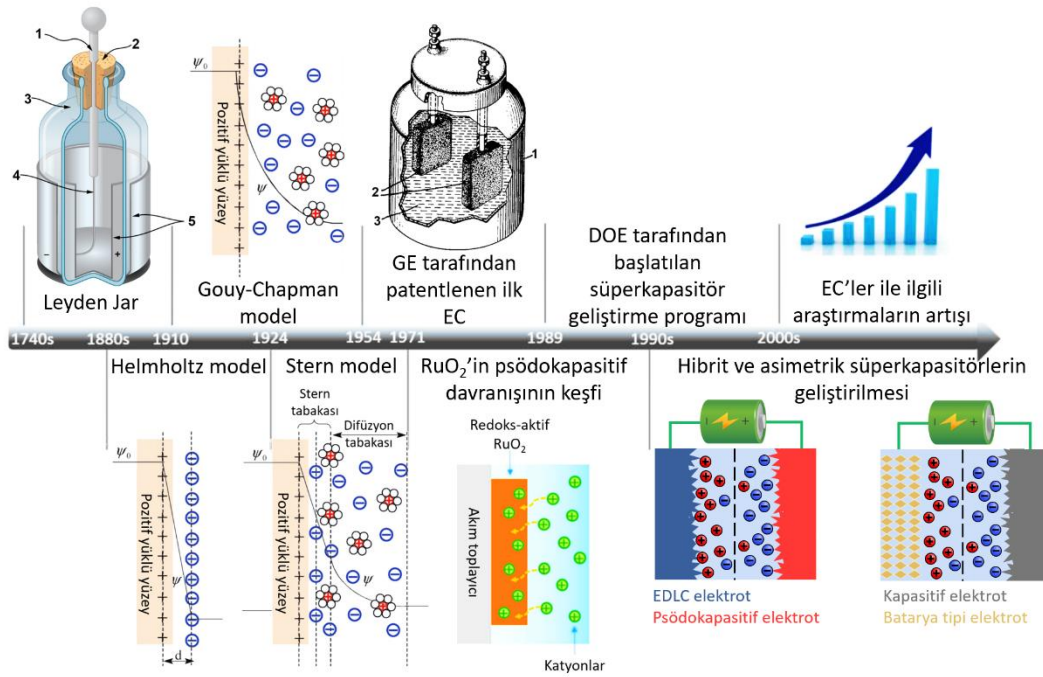 1
2
3
4
5
−
+
Leyden Jar
ψ₀
Pozitif yüklü yüzey
ψ
Gouy-Chapman
model
1
2
3
GE tarafından
patentlenen ilk
EC
DOE tarafından
başlatılan
süperkapasitör
geliştirme programı
EC'ler ile ilgili
araştırmaların artışı
1740s
1880s
1910
1924
1954
1971
1989
1990s
2000s
Helmholtz model
ψ₀
Pozitif yüklü yüzey
ψ
d
Stern model
Stern
tabakası
Difüzyon
tabakası
ψ₀
Pozitif yüklü yüzey
ψ
RuO₂'in psödokapasitif
davranışının keşfi
Redoks-aktif
RuO₂
Akım toplayıcı
Katyonlar
Hibrit ve asimetrik süperkapasitörlerin
geliştirilmesi
− +
EDLC elektrot
Psödokapasitif elektrot
− +
Kapasitif elektrot
Batarya tipi elektrot